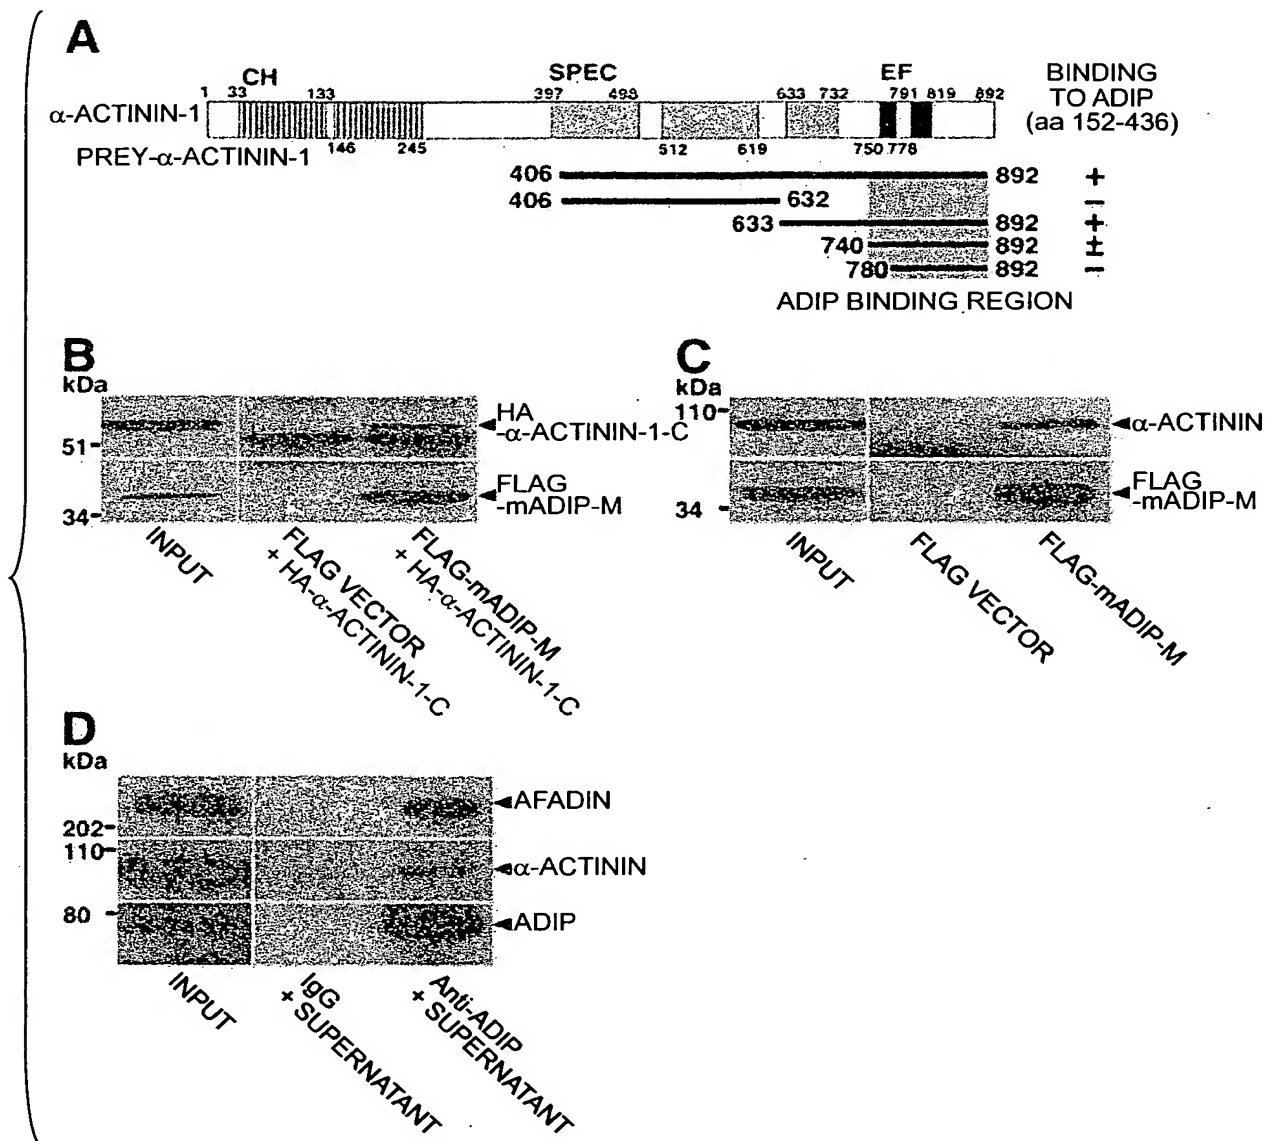 A
CH
SPEC
EF
BINDING
TO ADIP
(aa 152-436)
1 33 133 397 498 633 732 791 819 892
α-ACTININ-1
146 245 512 619 750 778
PREY-α-ACTININ-1
406 892 +
406 632 −
633 892 +
740 892 ±
780 892 −
ADIP BINDING REGION
B
kDa
51
34
HA
-α-ACTININ-1-C
FLAG
-mADIP-M
INPUT
FLAG VECTOR
+ HA-α-ACTININ-1-C
FLAG-mADIP-M
+ HA-α-ACTININ-1-C
C
kDa
110
34
α-ACTININ
FLAG
-mADIP-M
INPUT
FLAG VECTOR
FLAG-mADIP-M
D
kDa
202
110
80
AFADIN
α-ACTININ
ADIP
INPUT
IgG
+ SUPERNATANT
Anti-ADIP
+ SUPERNATANT